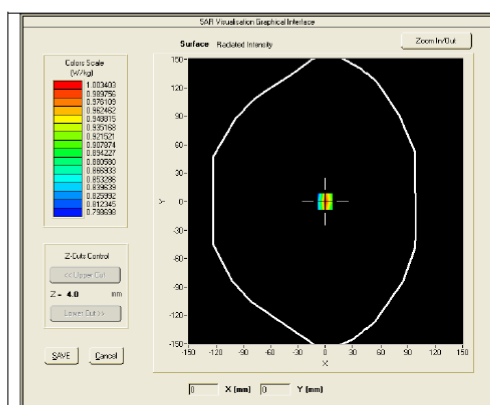 SAR Visualisation Graphical Interface
Surface Radiated Intensity
Zoom In/Out
Colors Scale
(W/kg)
1.003403
0.989756
0.976109
0.962462
0.948815
0.935168
0.921521
0.907874
0.894227
0.880580
0.866933
0.853286
0.839639
0.825992
0.812345
0.798698
150-
120-
90-
60-
30-
0-
-30-
-60-
-90-
-120-
-150-
Y
-150 -120 -90 -60 -30 0 30 60 90 120 150
X
Z-Cuts Control
<< Upper Cut
Z = 4.0 mm
Lower Cut >>
SAVE Cancel
0 X (mm) 0 Y (mm)